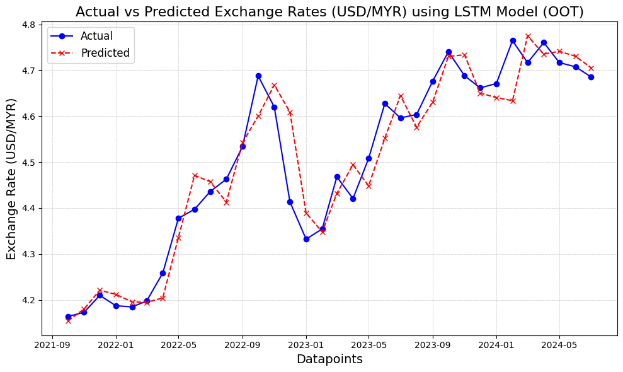 Actual vs Predicted Exchange Rates (USD/MYR) using LSTM Model (OOT)
Actual
Predicted
Exchange Rate (USD/MYR)
4.8
4.7
4.6
4.5
4.4
4.3
4.2
2021-09 2022-01 2022-05 2022-09 2023-01 2023-05 2023-09 2024-01 2024-05
Datapoints